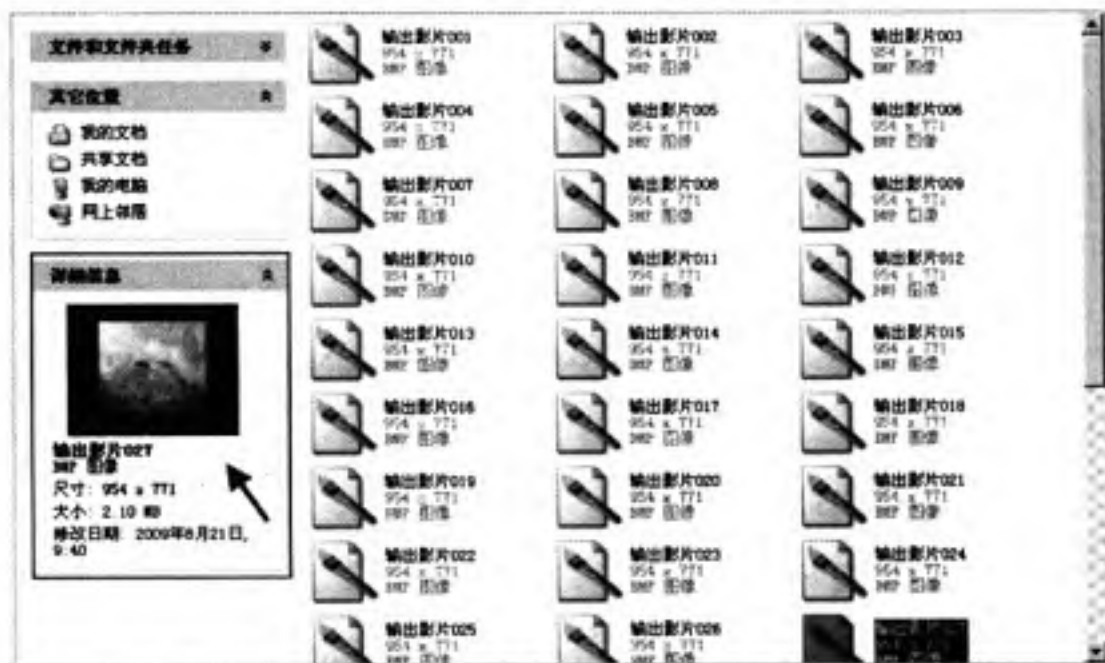 文件和文件夹任务
其它位置
我的文档
共享文档
我的电脑
网上邻居
详细信息
输出影片027
BMP 图像
尺寸: 954 x 771
大小: 2.10 MB
修改日期: 2009年8月21日,
9:40
输出影片001
954 x 771
BMP 图像
输出影片002
954 x 771
BMP 图像
输出影片003
954 x 771
BMP 图像
输出影片004
954 x 771
BMP 图像
输出影片005
954 x 771
BMP 图像
输出影片006
954 x 771
BMP 图像
输出影片007
954 x 771
BMP 图像
输出影片008
954 x 771
BMP 图像
输出影片009
954 x 771
BMP 图像
输出影片010
954 x 771
BMP 图像
输出影片011
954 x 771
BMP 图像
输出影片012
954 x 771
BMP 图像
输出影片013
954 x 771
BMP 图像
输出影片014
954 x 771
BMP 图像
输出影片015
954 x 771
BMP 图像
输出影片016
954 x 771
BMP 图像
输出影片017
954 x 771
BMP 图像
输出影片018
954 x 771
BMP 图像
输出影片019
954 x 771
BMP 图像
输出影片020
954 x 771
BMP 图像
输出影片021
954 x 771
BMP 图像
输出影片022
954 x 771
BMP 图像
输出影片023
954 x 771
BMP 图像
输出影片024
954 x 771
BMP 图像
输出影片025
954 x 771
BMP 图像
输出影片026
954 x 771
BMP 图像